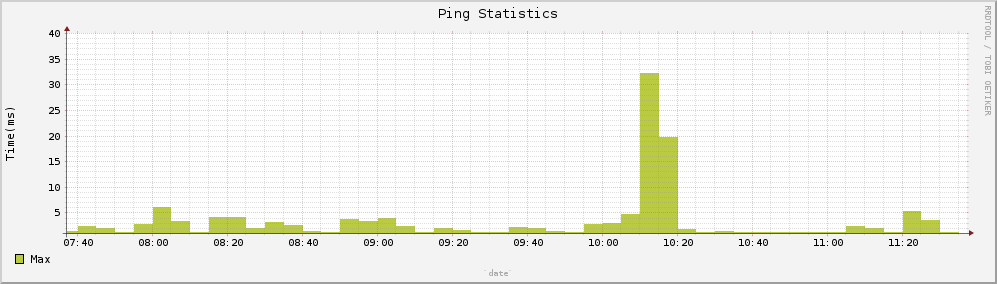 Ping Statistics
RRDTOOL / TOBI OETIKER
Time(ms)
40
35
30
25
20
15
10
5
07:40 08:00 08:20 08:40 09:00 09:20 09:40 10:00 10:20 10:40 11:00 11:20
Max
`date`